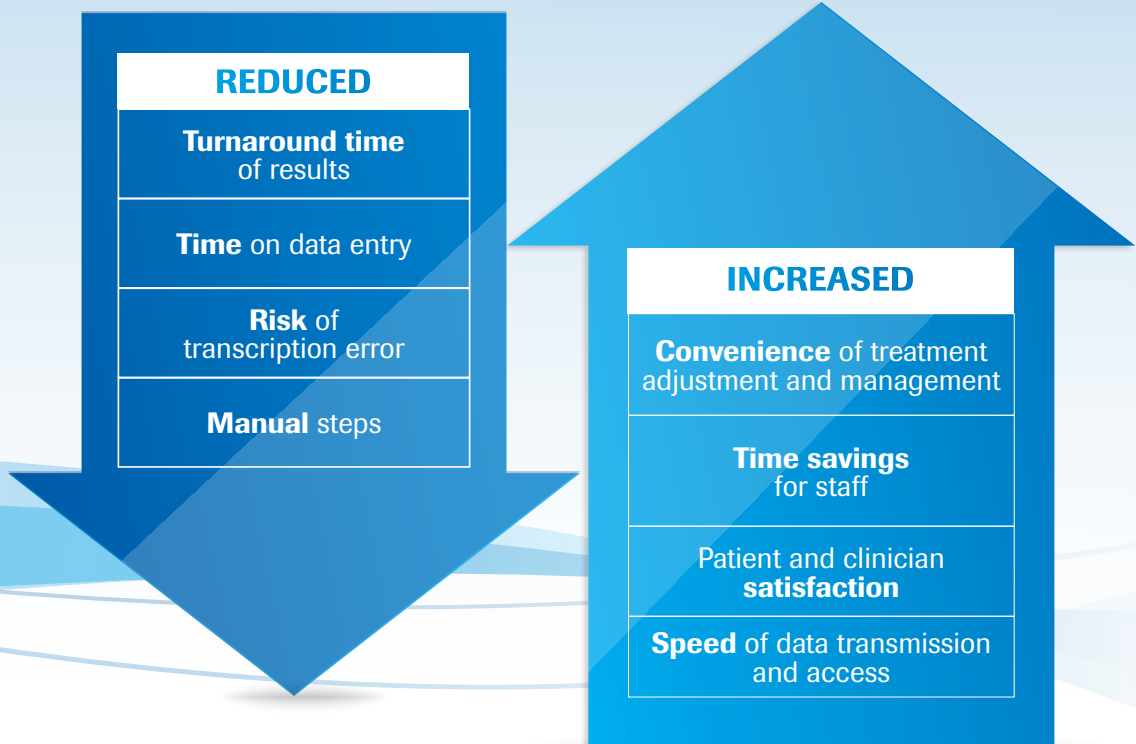 REDUCED
Turnaround time
of results
Time on data entry
Risk of
transcription error
Manual steps
INCREASED
Convenience of treatment
adjustment and management
Time savings
for staff
Patient and clinician
satisfaction
Speed of data transmission
and access